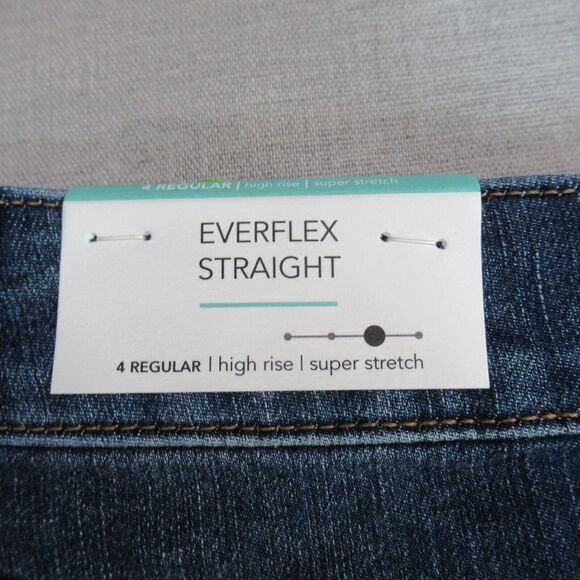 4 REGULAR | high rise | super stretch
EVERFLEX
STRAIGHT
4 REGULAR | high rise | super stretch